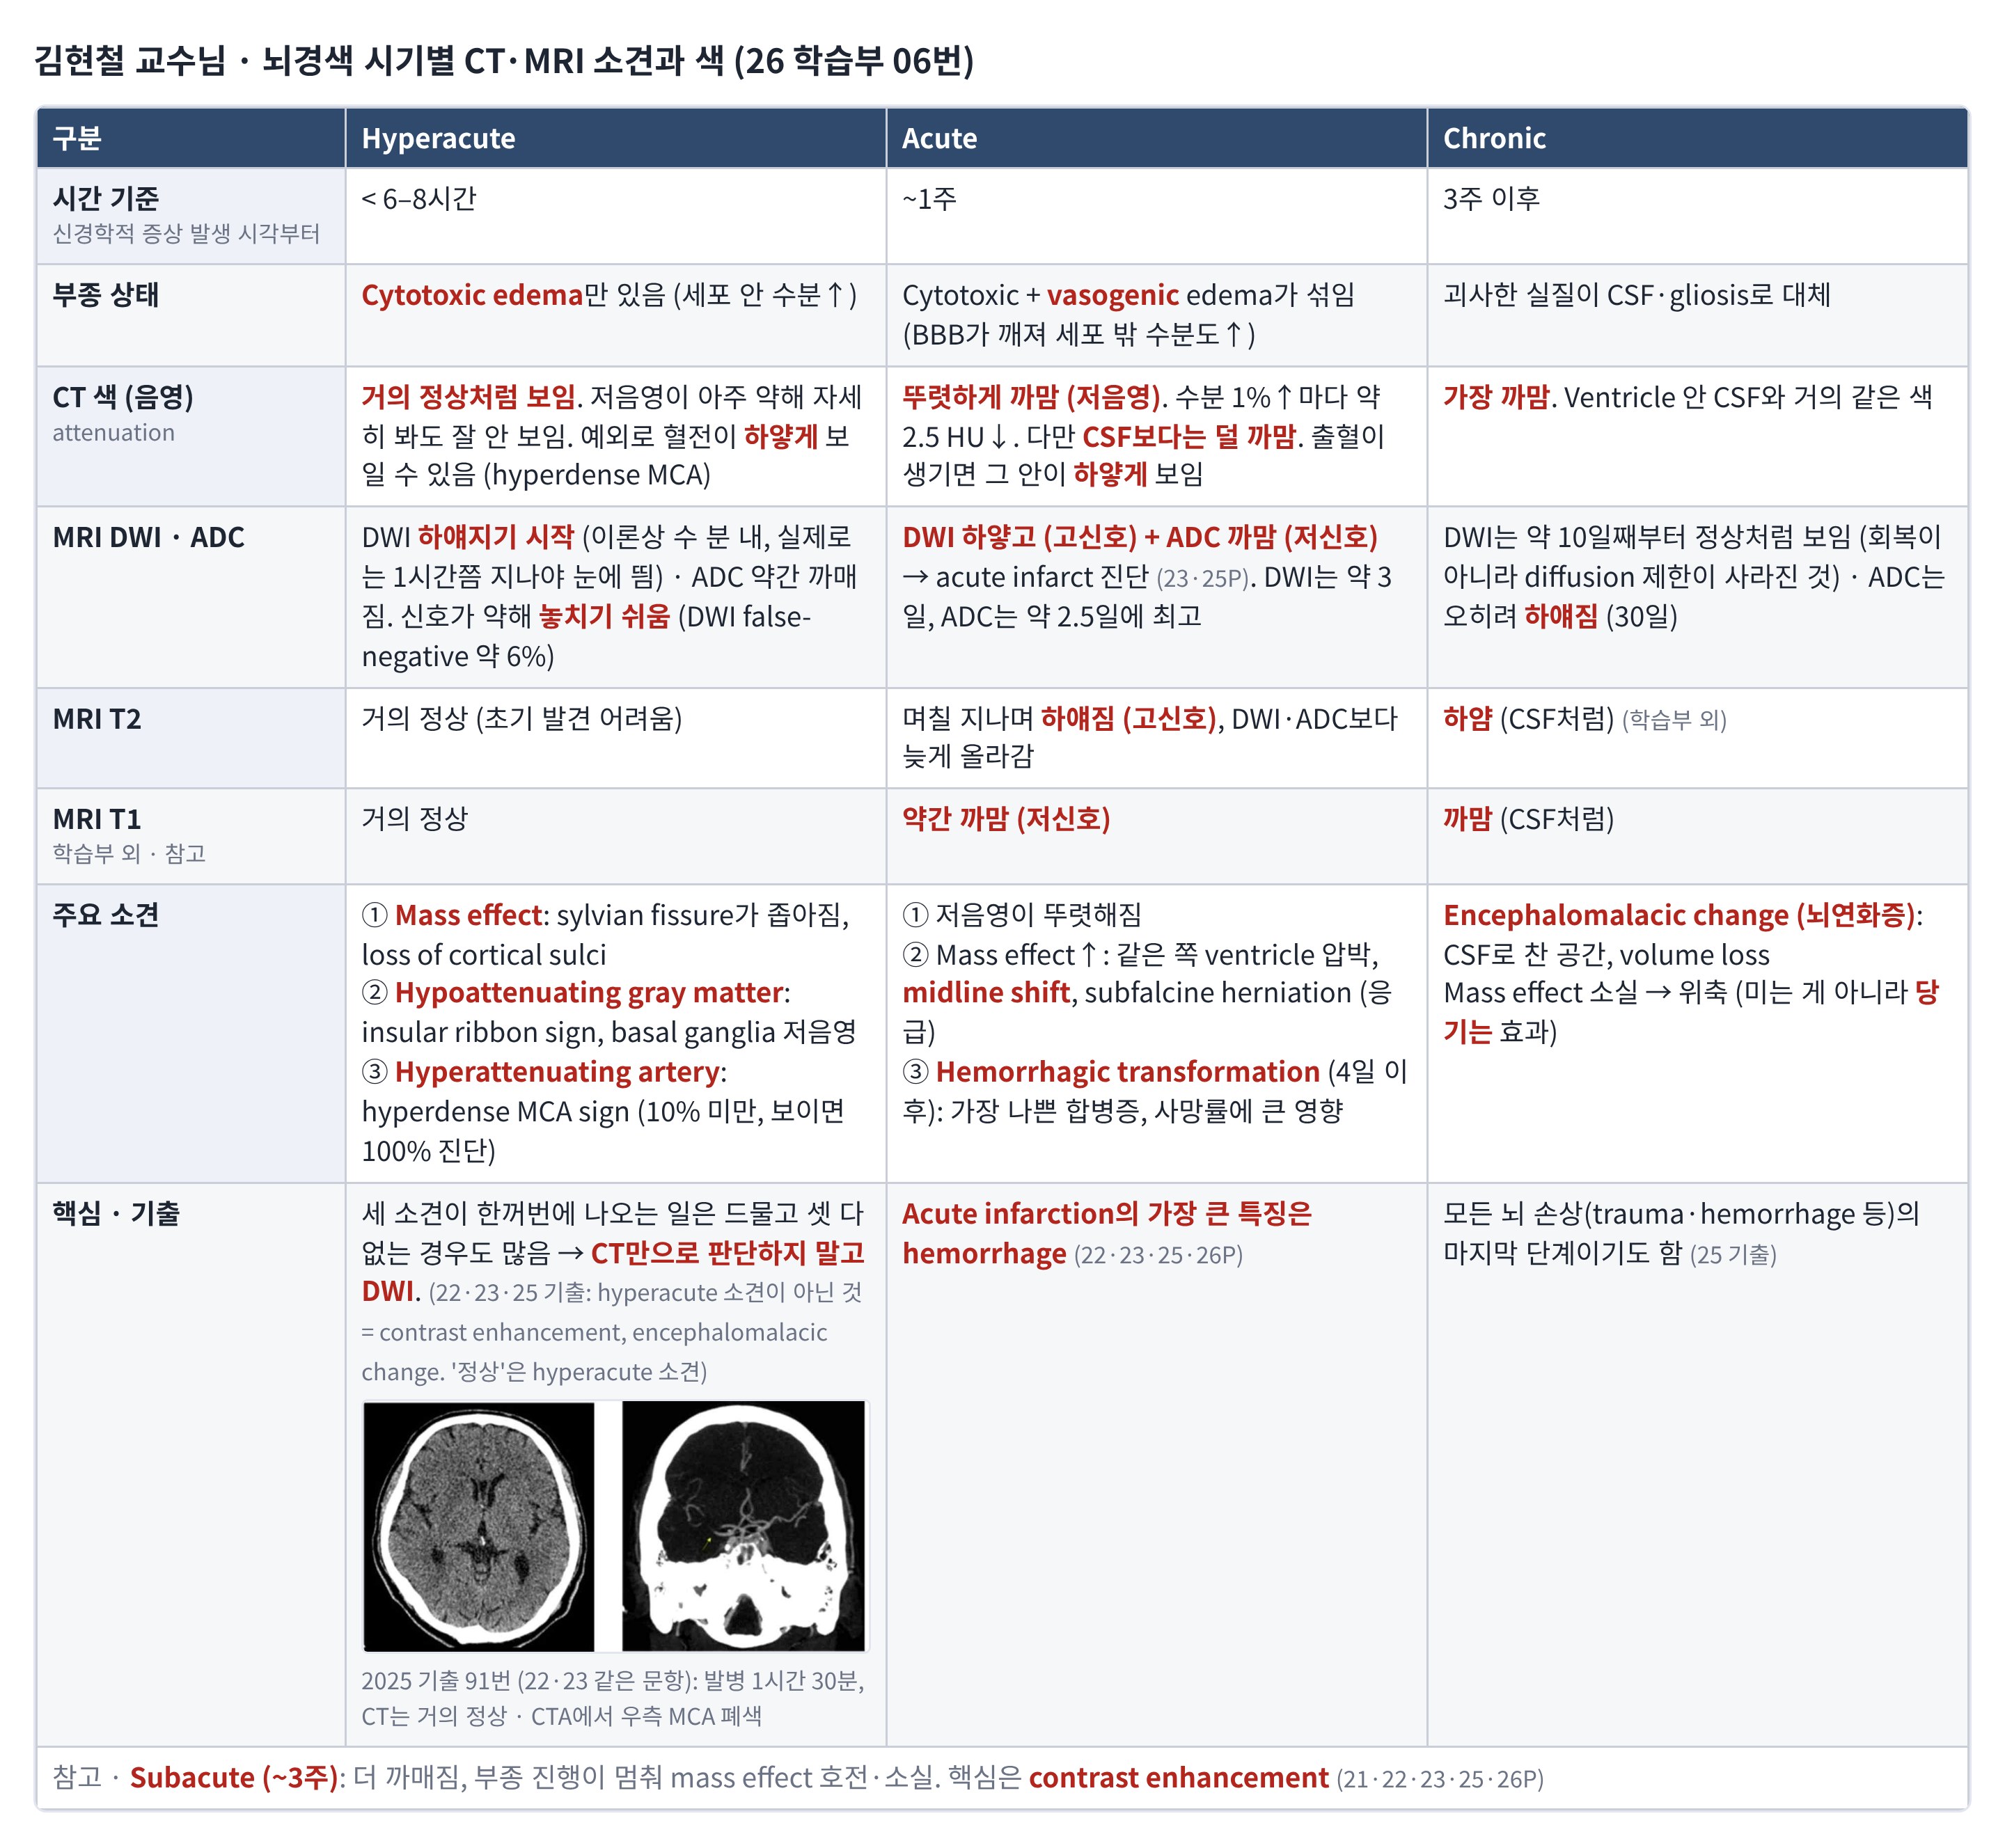 김현철 교수님 · 뇌경색 시기별 CT·MRI 소견과 색 (26 학습부 06번)
구분
Hyperacute
Acute
Chronic
시간 기준
신경학적 증상 발생 시각부터
< 6–8시간
~1주
3주 이후
부종 상태
Cytotoxic edema만 있음 (세포 안 수분↑)
Cytotoxic + vasogenic edema가 섞임
(BBB가 깨져 세포 밖 수분도↑)
괴사한 실질이 CSF·gliosis로 대체
CT 색 (음영)
attenuation
거의 정상처럼 보임. 저음영이 아주 약해 자세
히 봐도 잘 안 보임. 예외로 혈전이 하얗게 보
일 수 있음 (hyperdense MCA)
뚜렷하게 까맘 (저음영). 수분 1%↑마다 약
2.5 HU↓. 다만 CSF보다는 덜 까맘. 출혈이
생기면 그 안이 하얗게 보임
가장 까맘. Ventricle 안 CSF와 거의 같은 색
MRI DWI · ADC
DWI 하얘지기 시작 (이론상 수 분 내, 실제로
는 1시간쯤 지나야 눈에 띔) · ADC 약간 까매
짐. 신호가 약해 놓치기 쉬움 (DWI false-
negative 약 6%)
DWI 하얗고 (고신호) + ADC 까맘 (저신호)
→ acute infarct 진단 (23·25P). DWI는 약 3
일, ADC는 약 2.5일에 최고
DWI는 약 10일째부터 정상처럼 보임 (회복이
아니라 diffusion 제한이 사라진 것) · ADC는
오히려 하얘짐 (30일)
MRI T2
거의 정상 (초기 발견 어려움)
며칠 지나며 하얘짐 (고신호), DWI·ADC보다
늦게 올라감
하얌 (CSF처럼) (학습부 외)
MRI T1
학습부 외 · 참고
거의 정상
약간 까맘 (저신호)
까맘 (CSF처럼)
주요 소견
① Mass effect: sylvian fissure가 좁아짐,
loss of cortical sulci
② Hypoattenuating gray matter:
insular ribbon sign, basal ganglia 저음영
③ Hyperattenuating artery:
hyperdense MCA sign (10% 미만, 보이면
100% 진단)
① 저음영이 뚜렷해짐
② Mass effect↑: 같은 쪽 ventricle 압박,
midline shift, subfalcine herniation (응
급)
③ Hemorrhagic transformation (4일 이
후): 가장 나쁜 합병증, 사망률에 큰 영향
Encephalomalacic change (뇌연화증):
CSF로 찬 공간, volume loss
Mass effect 소실 → 위축 (미는 게 아니라 당
기는 효과)
핵심 · 기출
세 소견이 한꺼번에 나오는 일은 드물고 셋 다
없는 경우도 많음 → CT만으로 판단하지 말고
DWI. (22·23·25 기출: hyperacute 소견이 아닌 것
= contrast enhancement, encephalomalacic
change. '정상'은 hyperacute 소견)
2025 기출 91번 (22·23 같은 문항): 발병 1시간 30분,
CT는 거의 정상 · CTA에서 우측 MCA 폐색
Acute infarction의 가장 큰 특징은
hemorrhage (22·23·25·26P)
모든 뇌 손상(trauma·hemorrhage 등)의
마지막 단계이기도 함 (25 기출)
참고 · Subacute (~3주): 더 까매짐, 부종 진행이 멈춰 mass effect 호전·소실. 핵심은 contrast enhancement (21·22·23·25·26P)